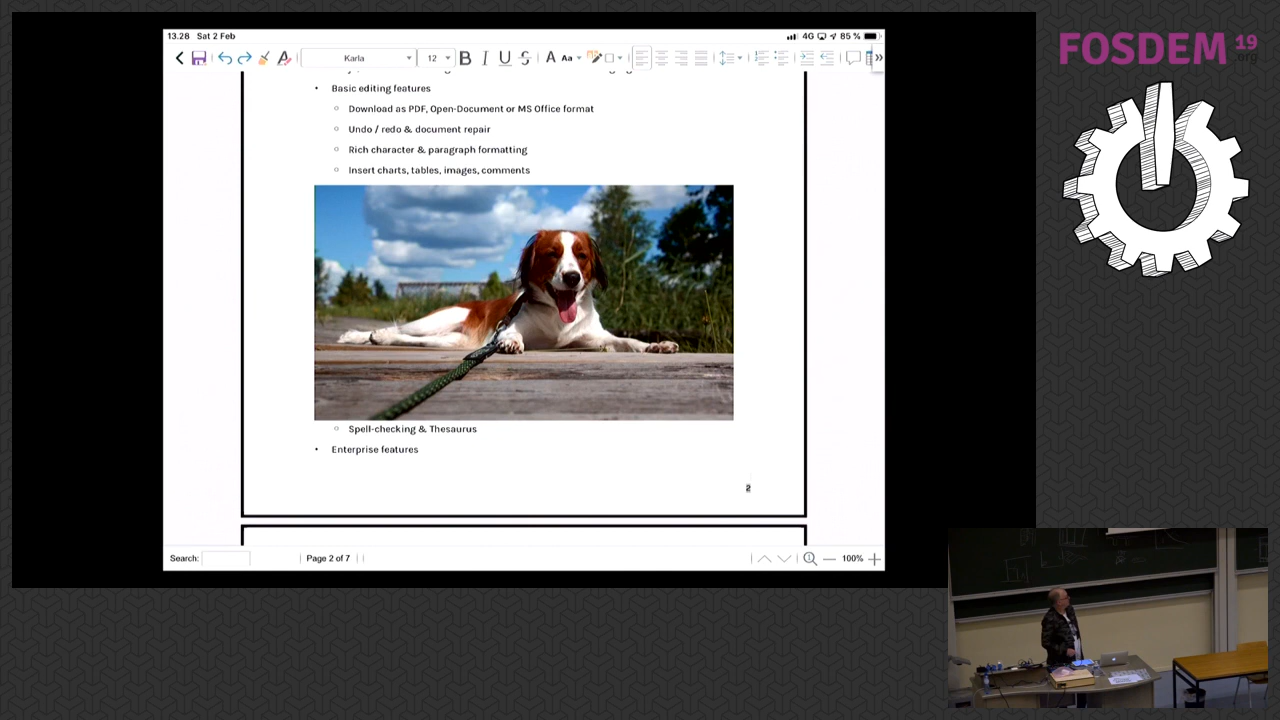 13.28 Sat 2 Feb
4G 85 %
Karla 12 B I U S A Aa
Basic editing features
Download as PDF, Open-Document or MS Office format
Undo / redo & document repair
Rich character & paragraph formatting
Insert charts, tables, images, comments
Spell-checking & Thesaurus
Enterprise features
2
Search:
Page 2 of 7
100%
FOSDEM 19
.org